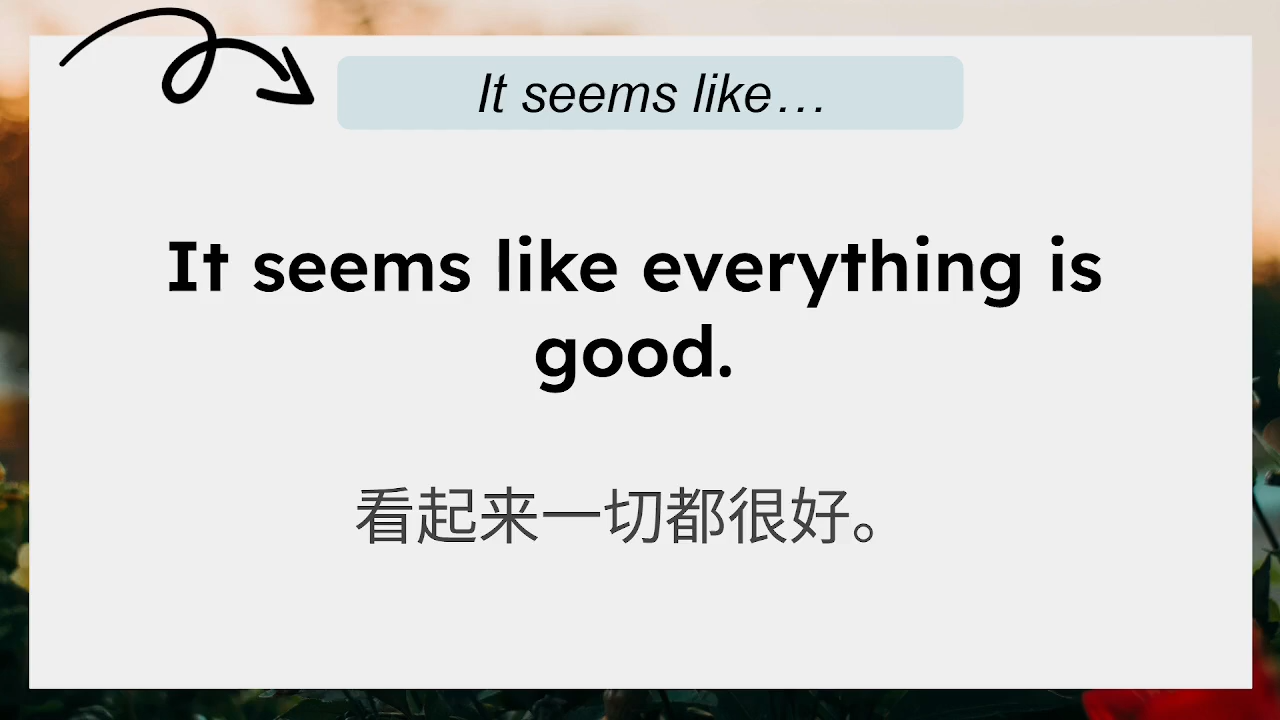 It seems like…
It seems like everything is
good.
看起来一切都很好。